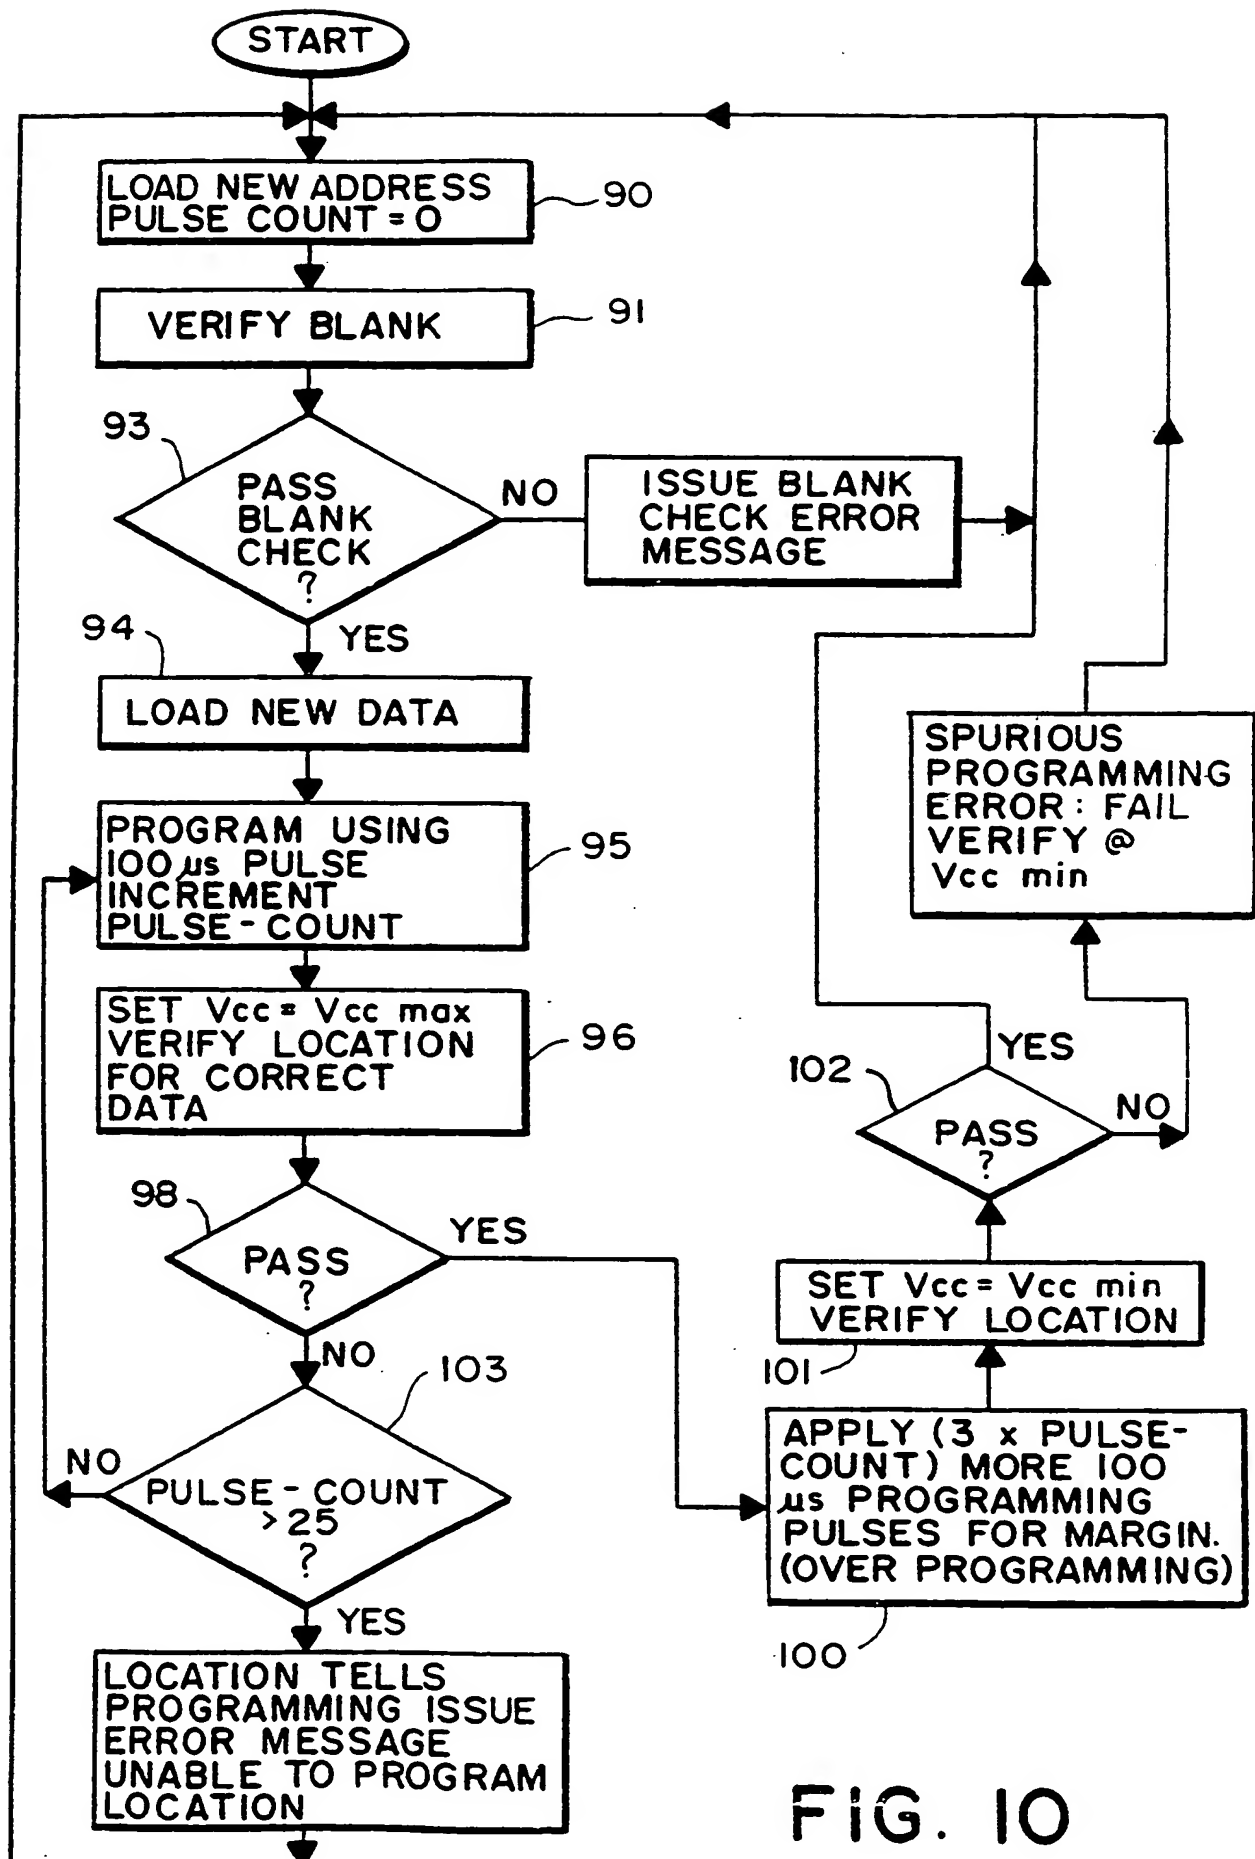 START
LOAD NEW ADDRESS
PULSE COUNT = 0
90
VERIFY BLANK
91
93
PASS
BLANK
CHECK
?
NO
ISSUE BLANK
CHECK ERROR
MESSAGE
YES
94
LOAD NEW DATA
PROGRAM USING
100 µs PULSE
INCREMENT
PULSE-COUNT
95
SET Vcc = Vcc max
VERIFY LOCATION
FOR CORRECT
DATA
96
98
PASS
?
YES
NO
103
PULSE-COUNT
>25
?
NO
YES
LOCATION TELLS
PROGRAMMING ISSUE
ERROR MESSAGE
UNABLE TO PROGRAM
LOCATION
SPURIOUS
PROGRAMMING
ERROR: FAIL
VERIFY @
Vcc min
YES
102
PASS
?
NO
SET Vcc = Vcc min
VERIFY LOCATION
101
APPLY (3 x PULSE-
COUNT) MORE 100
µs PROGRAMMING
PULSES FOR MARGIN.
(OVER PROGRAMMING)
100
FIG. 10